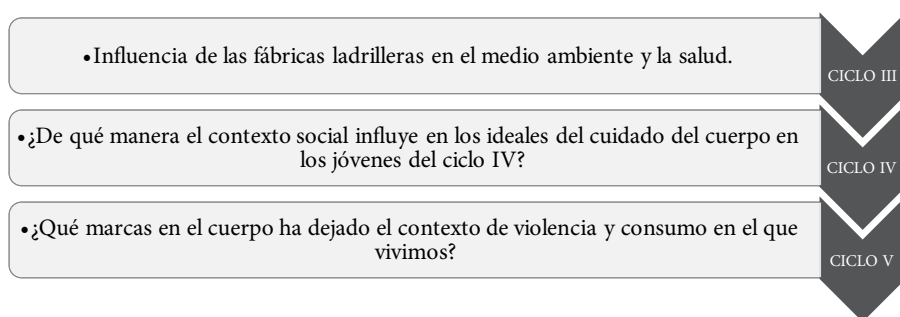 •Influencia de las fábricas ladrilleras en el medio ambiente y la salud.
CICLO III
•¿De qué manera el contexto social influye en los ideales del cuidado del cuerpo en
los jóvenes del ciclo IV?
CICLO IV
•¿Qué marcas en el cuerpo ha dejado el contexto de violencia y consumo en el que
vivimos?
CICLO V